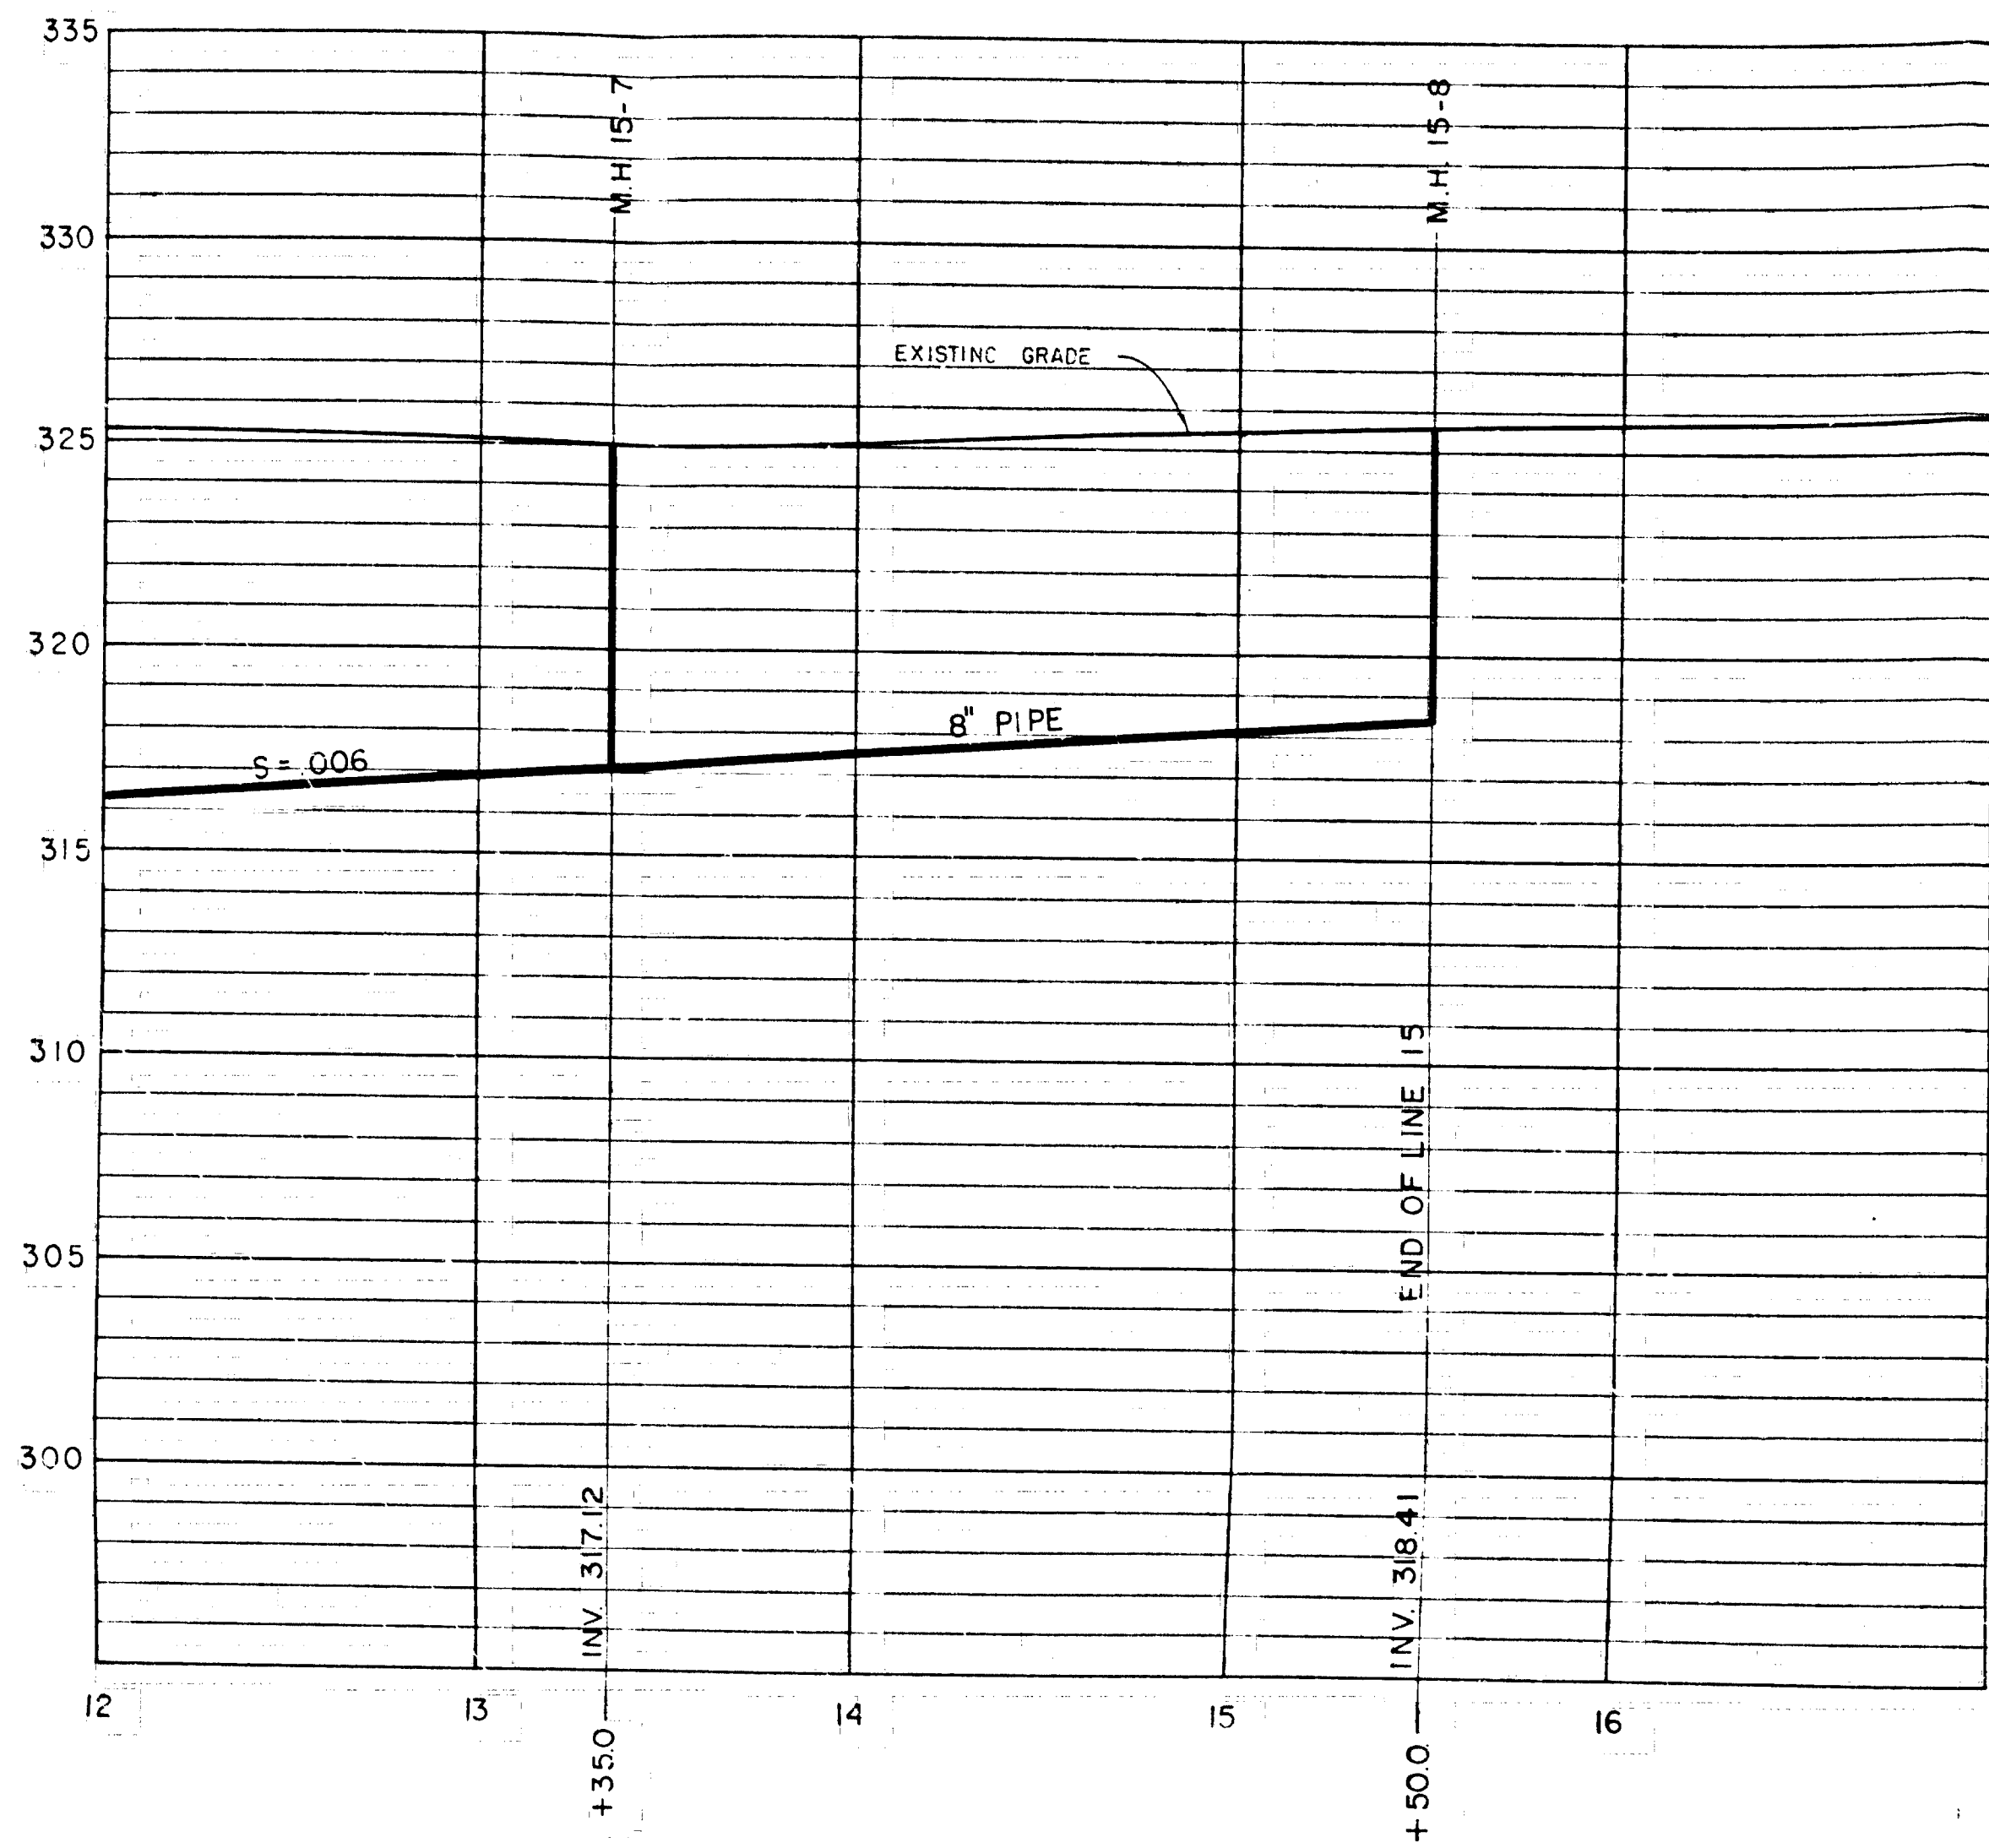 335
330
325
320
315
310
305
300
M.H. 15-7
M.H. 15-8
EXISTING GRADE
8" PIPE
S= .006
END OF LINE 15
INV. 317.12
INV. 318.41
12
13
14
15
16
+35.0
+50.0